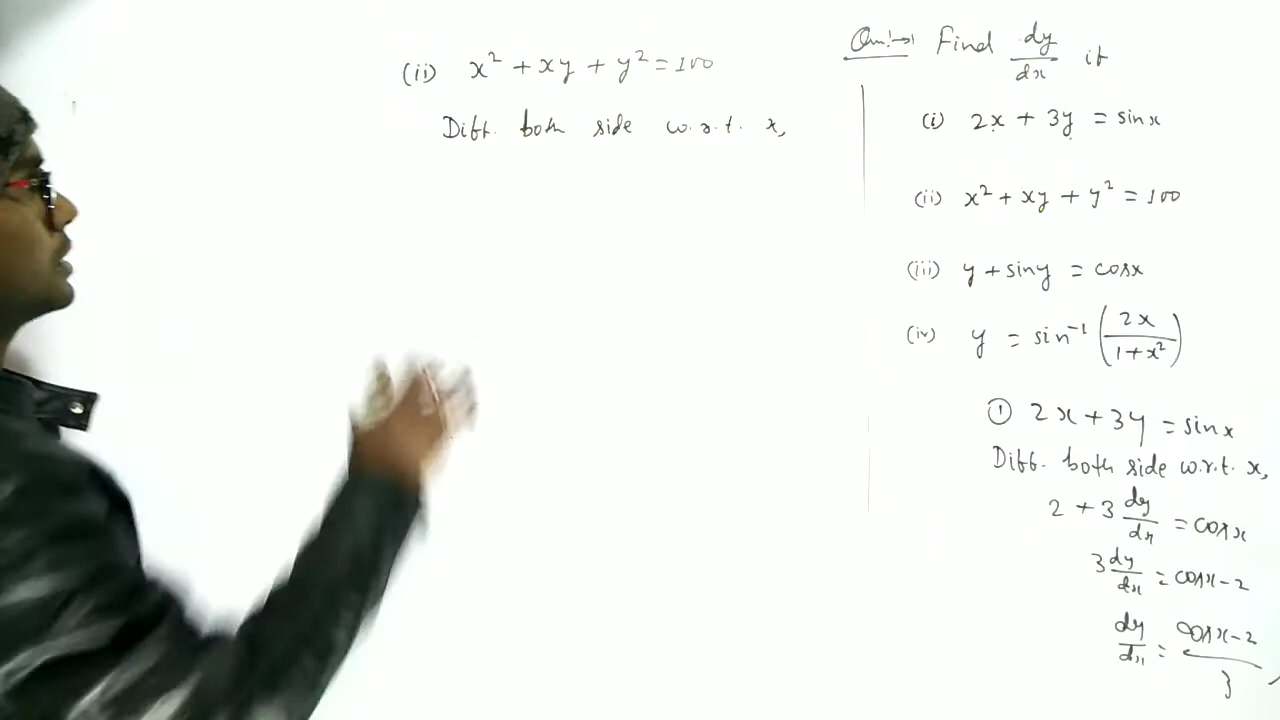 (ii) x² + xy + y² = 100
Diff. both side w.r.t. x,
Qn:→1 Find dy/dx if
(i) 2x + 3y = sinx
(ii) x² + xy + y² = 100
(iii) y + siny = cosx
(iv) y = sin⁻¹ (2x/1+x²)
① 2x + 3y = sinx
Diff. both side w.r.t. x,
2 + 3 dy/dx = cosx
3 dy/dx = cosx - 2
dy/dx = cosx - 2/3